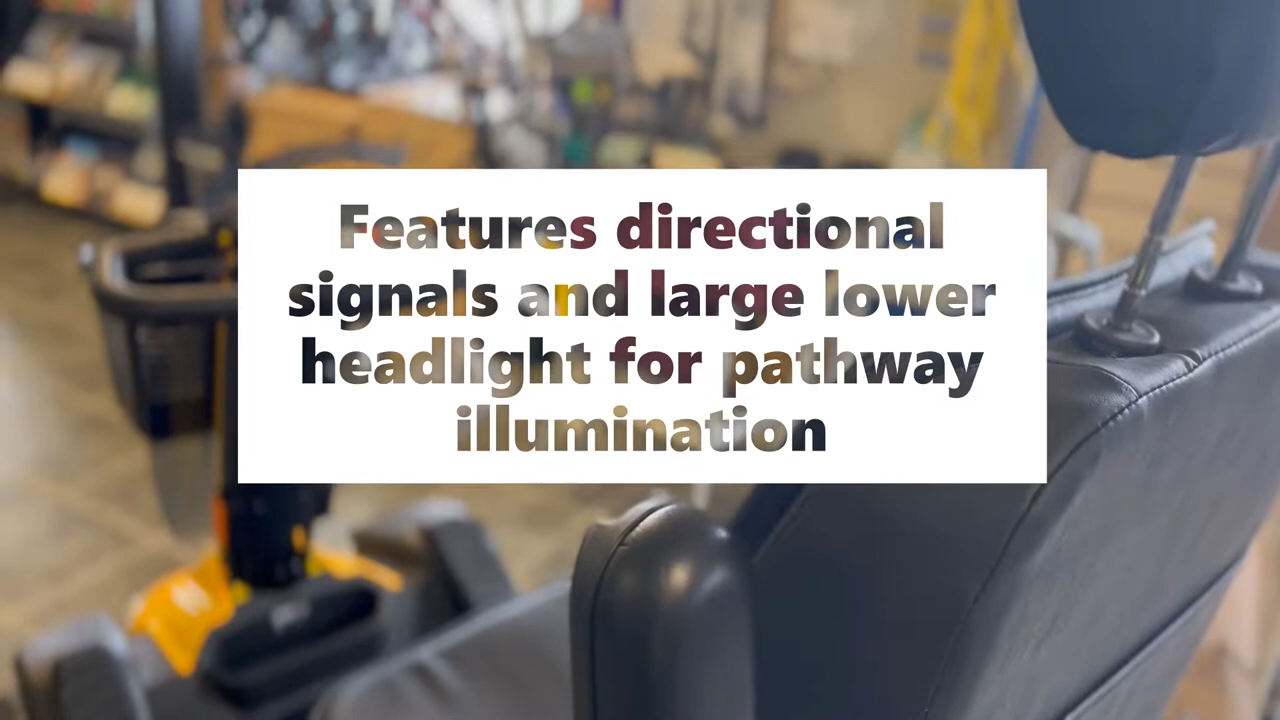 Features directional
signals and large lower
headlight for pathway
illumination